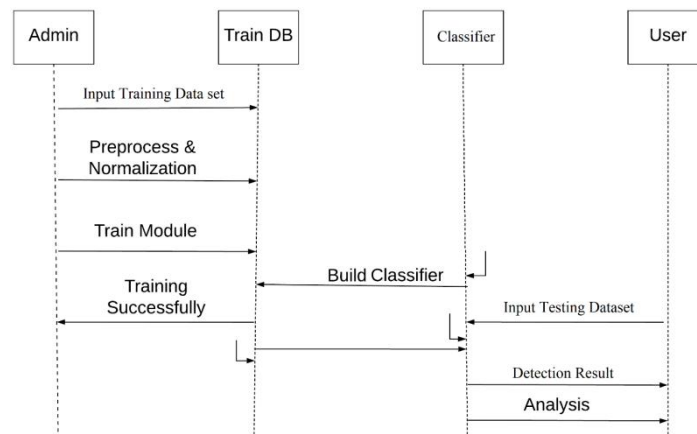 Admin
Train DB
Classifier
User
Input Training Data set
Preprocess &
Normalization
Train Module
Build Classifier
Training
Successfully
Input Testing Dataset
Detection Result
Analysis